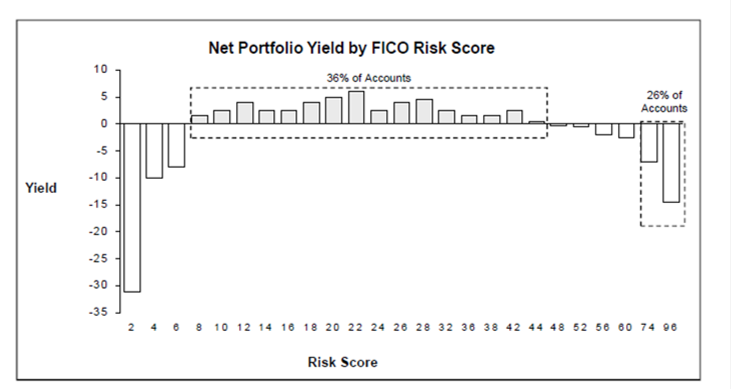 Net Portfolio Yield by FICO Risk Score
10
36% of Accounts
5
26% of
Accounts
0
-5
-10
Yield
-15
-20
-25
-30
-35
2 4 6 8 10 12 14 16 18 20 22 24 26 28 32 36 38 42 44 48 52 56 60 74 96
Risk Score